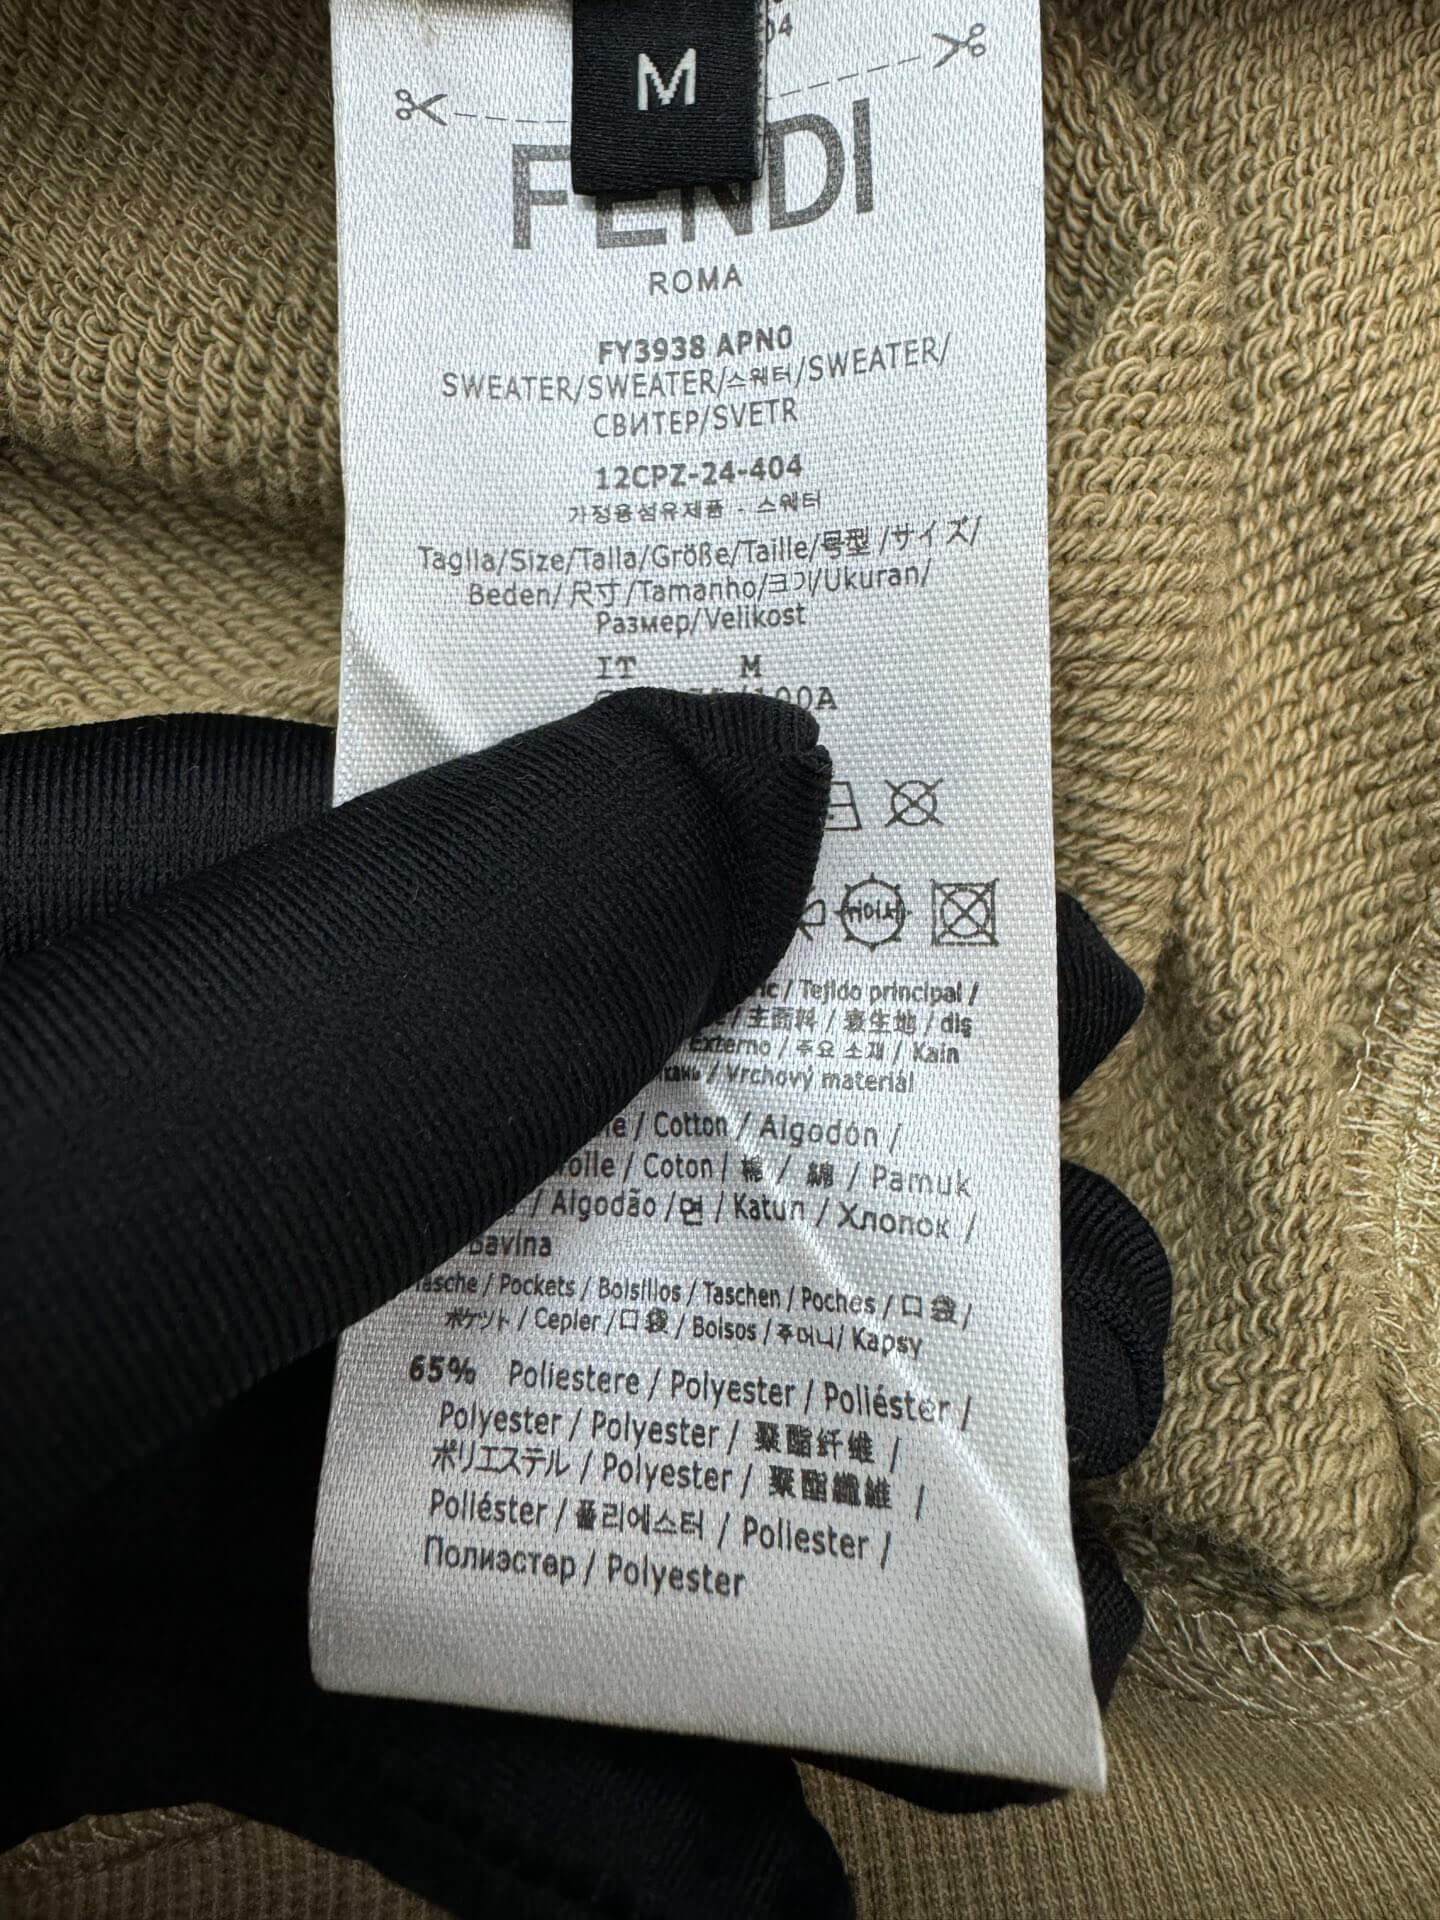 M
04
FENDI
ROMA
FY3938 APN0
SWEATER/SWEATER/스웨터/SWEATER/
СВИТЕР/SVETR
12CPZ-24-404
가정용섬유제품 - 스웨터
Taglia/Size/Talla/Größe/Taille/号型/サイズ/
Beden/尺寸/Tamanho/크기/Ukuran/
Размер/Velikost
IT M
/100A
/ Tejido principal /
/ 主面料 / 表生地 / diş
Externo / 주요 소재 / Kain
/ Vrchový materiál
/ Cotton / Algodón /
/ Coton / 棉 / 綿 / Pamuk
/ Algodão / 면 / Katun / Хлопок /
Bavlna
/ Pockets / Bolsillos / Taschen / Poches / 口袋 /
ポケット / Cepler / 口袋 / Bolsos / 주머니 / Kapsy
65% Poliestere / Polyester / Poliéster /
Polyester / Polyester / 聚酯纤维 /
ポリエステル / Polyester / 聚酯纖維 /
Poliéster / 폴리에스터 / Poliester /
Полиэстер / Polyester